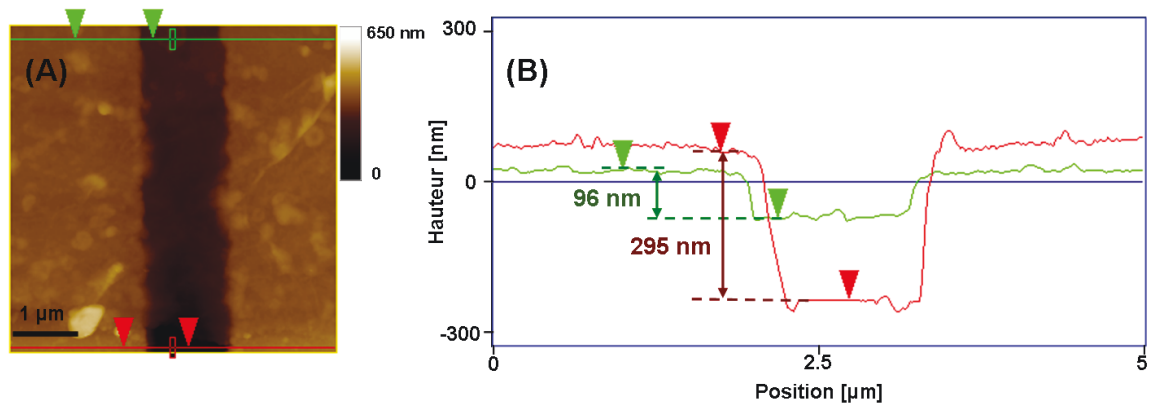 (A)
650 nm
0
1 µm
(B)
Hauteur [nm]
300
0
-300
96 nm
295 nm
0
2.5
5
Position [µm]